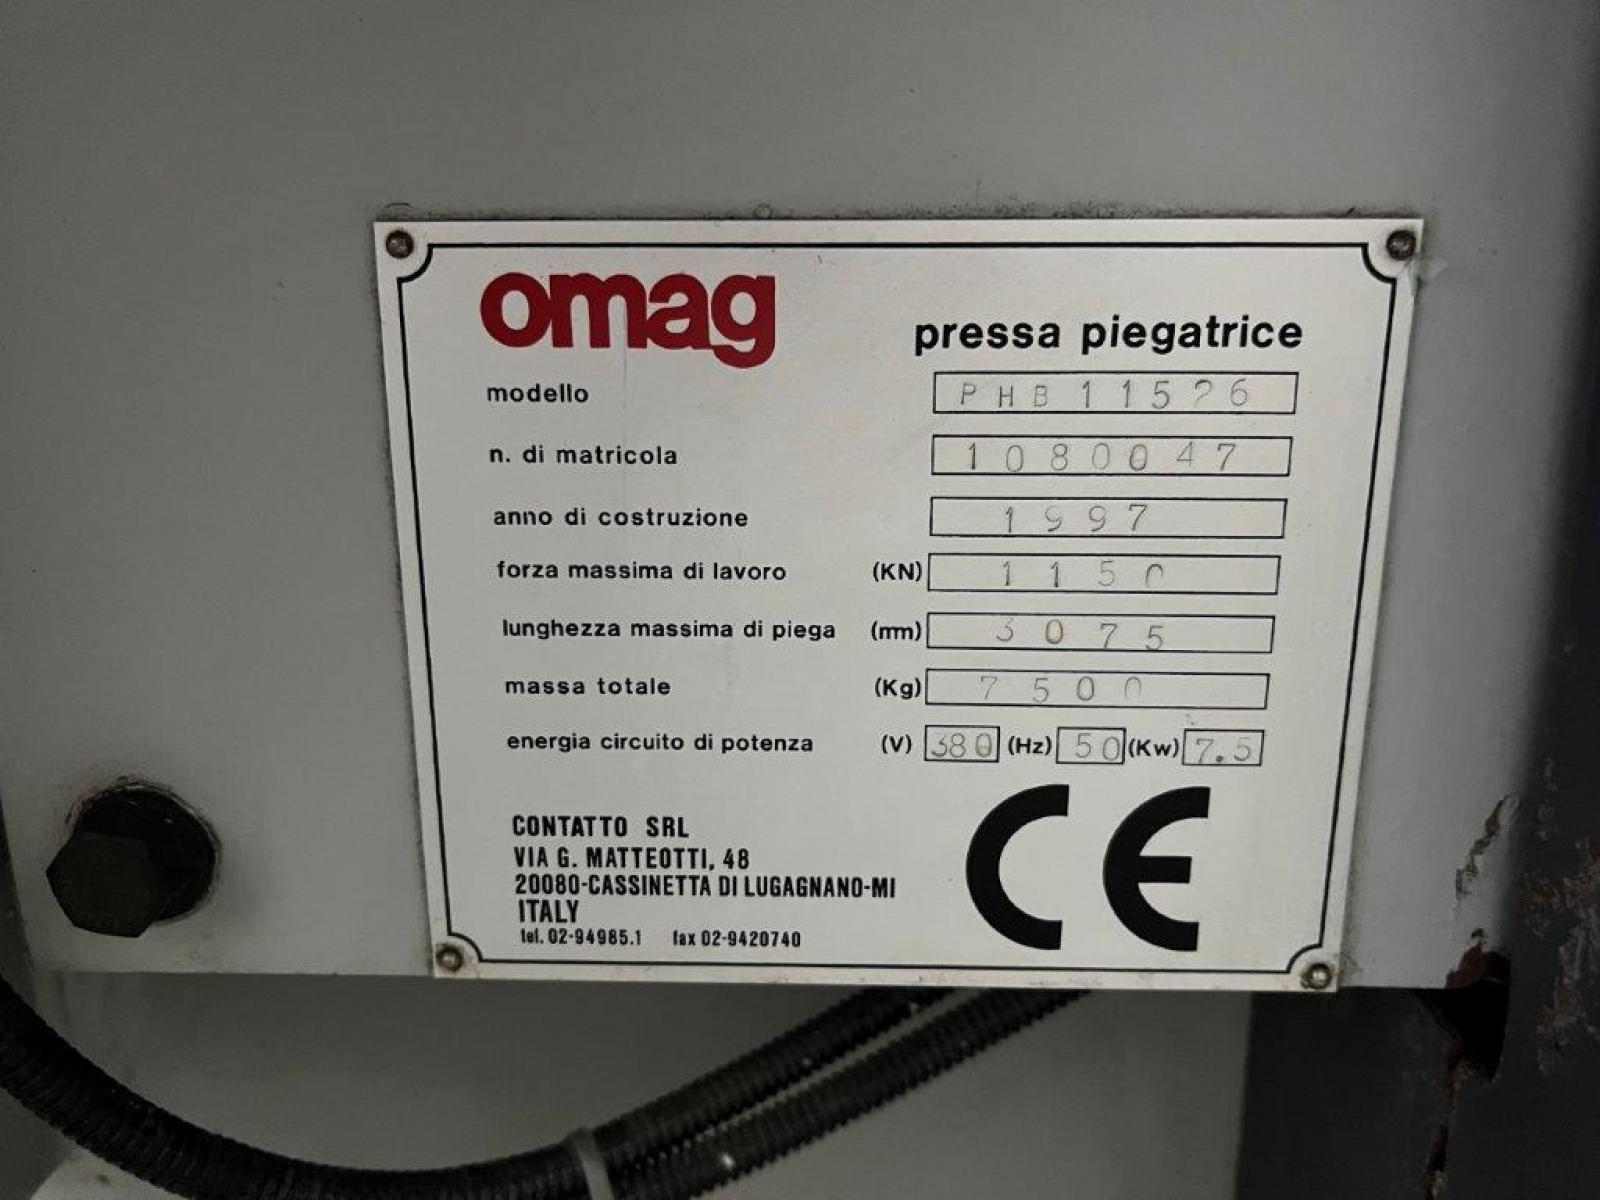 omag
pressa piegatrice
modello PHB11526
n. di matricola 1080047
anno di costruzione 1997
forza massima di lavoro (KN) 1150
lunghezza massima di piega (mm) 3075
massa totale (Kg) 7500
energia circuito di potenza (V) 380 (Hz) 50 (Kw) 7.5
CONTATTO SRL
VIA G. MATTEOTTI, 48
20080-CASSINETTA DI LUGAGNANO-MI
ITALY
tel. 02-94985.1 fax 02-9420740
CE